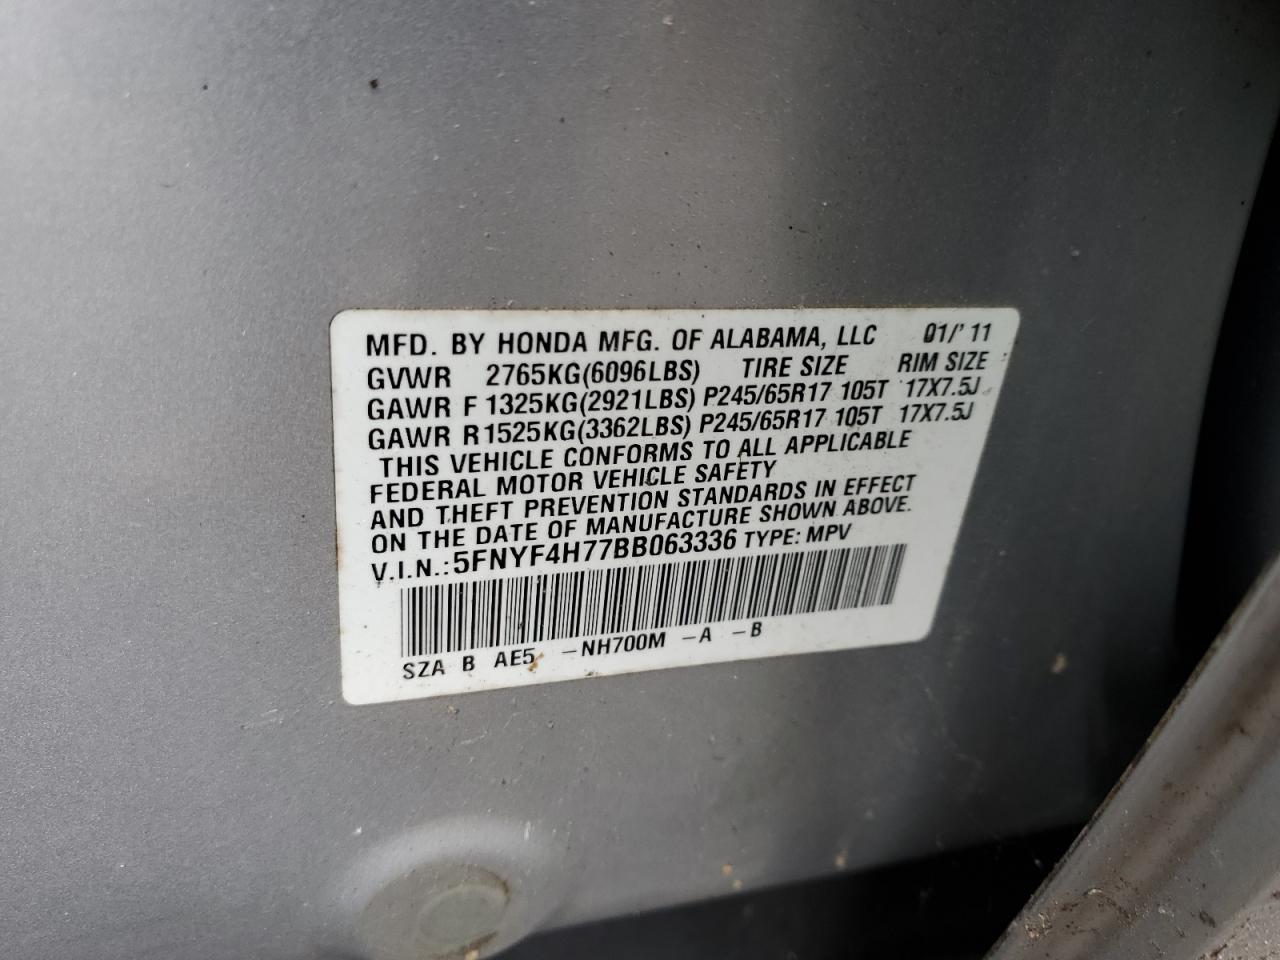 MFD. BY HONDA MFG. OF ALABAMA, LLC 01/'11
GVWR 2765KG(6096LBS) TIRE SIZE RIM SIZE
GAWR F 1325KG(2921LBS) P245/65R17 105T 17X7.5J
GAWR R 1525KG(3362LBS) P245/65R17 105T 17X7.5J
THIS VEHICLE CONFORMS TO ALL APPLICABLE
FEDERAL MOTOR VEHICLE SAFETY
AND THEFT PREVENTION STANDARDS IN EFFECT
ON THE DATE OF MANUFACTURE SHOWN ABOVE.
V.I.N.: 5FNYF4H77BB063336 TYPE: MPV
SZA B AE5 -NH700M -A -B